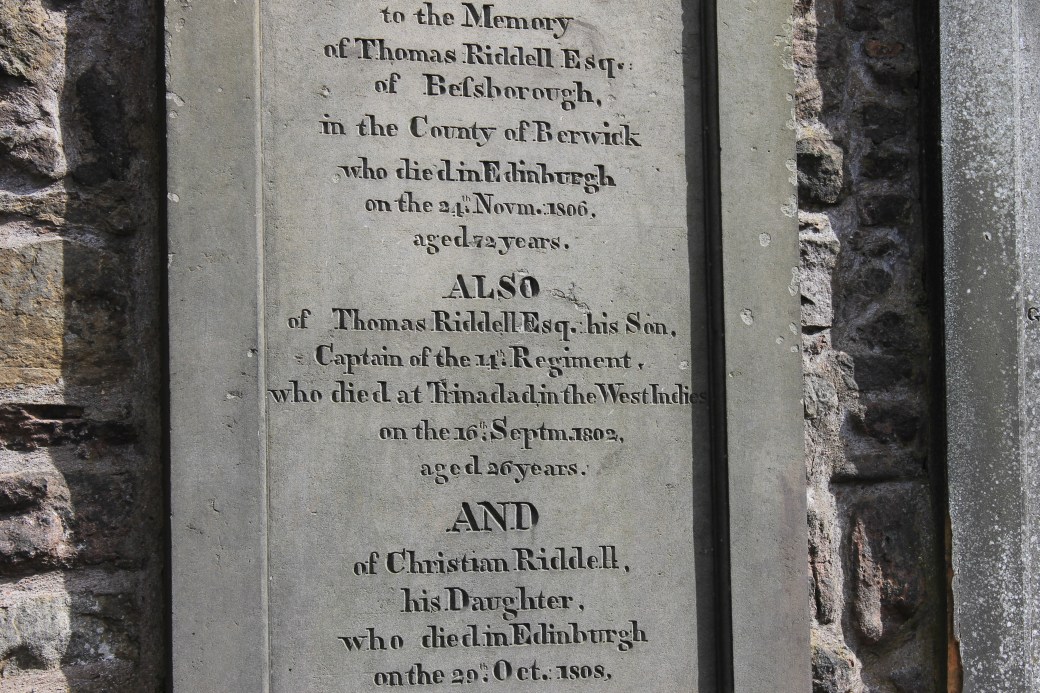 to the Memory
of Thomas Riddell Esq.:
of Beſsborough,
in the County of Berwick
who died in Edinburgh
on the 24th. Novm. 1806,
aged 72 years.
ALSO
of Thomas Riddell Esq. his Son,
Captain of the 14th. Regiment,
who died at Trinadad, in the West Indies
on the 16th. Septm. 1802,
aged 26 years.
AND
of Christian Riddell,
his Daughter,
who died in Edinburgh
on the 29th. Oct. 1808,
G